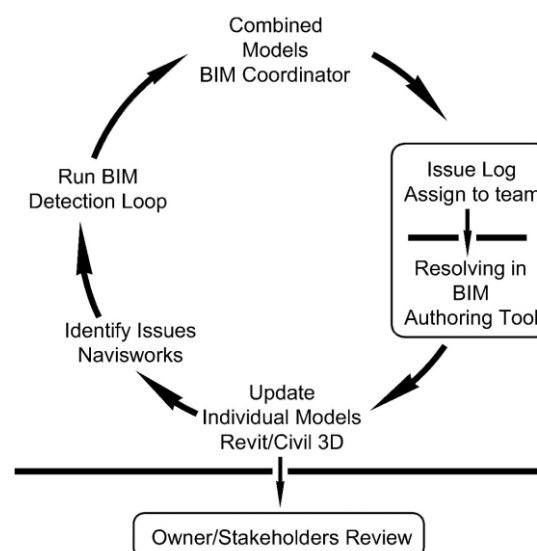 Combined
Models
BIM Coordinator
Issue Log
Assign to team
Resolving in
BIM
Authoring Tool
Update
Individual Models
Revit/Civil 3D
Identify Issues
Navisworks
Run BIM
Detection Loop
Owner/Stakeholders Review